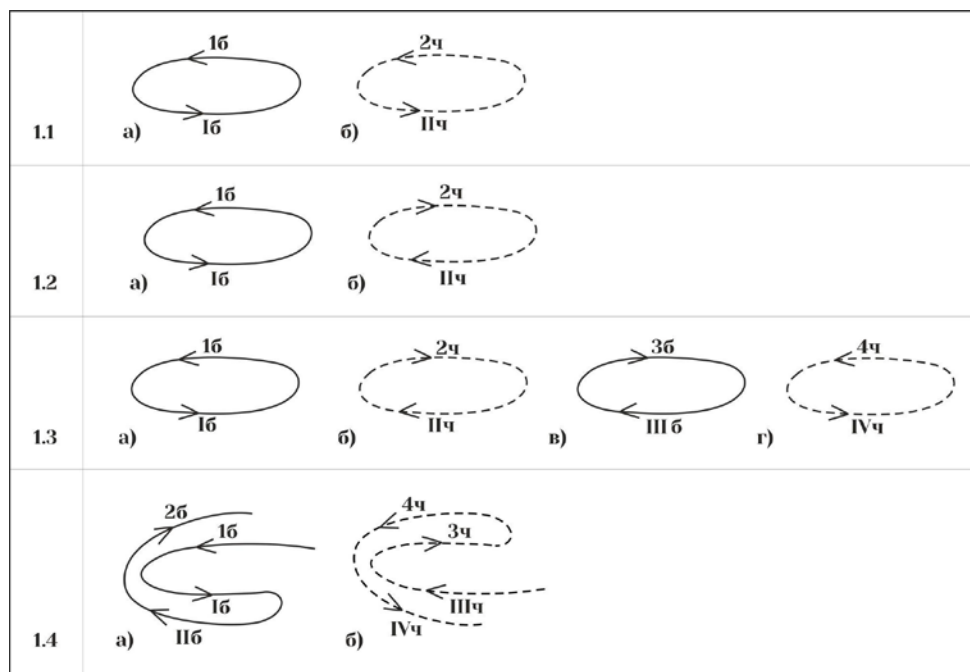 1б
2ч
1.1
а)
Iб
б)
IIч
1б
2ч
1.2
а)
Iб
б)
IIч
1б
2ч
3б
4ч
1.3
а)
Iб
б)
IIч
в)
III б
г)
IVч
2б
1б
4ч
3ч
Iб
IIIч
1.4
а)
IIб
б)
IVч